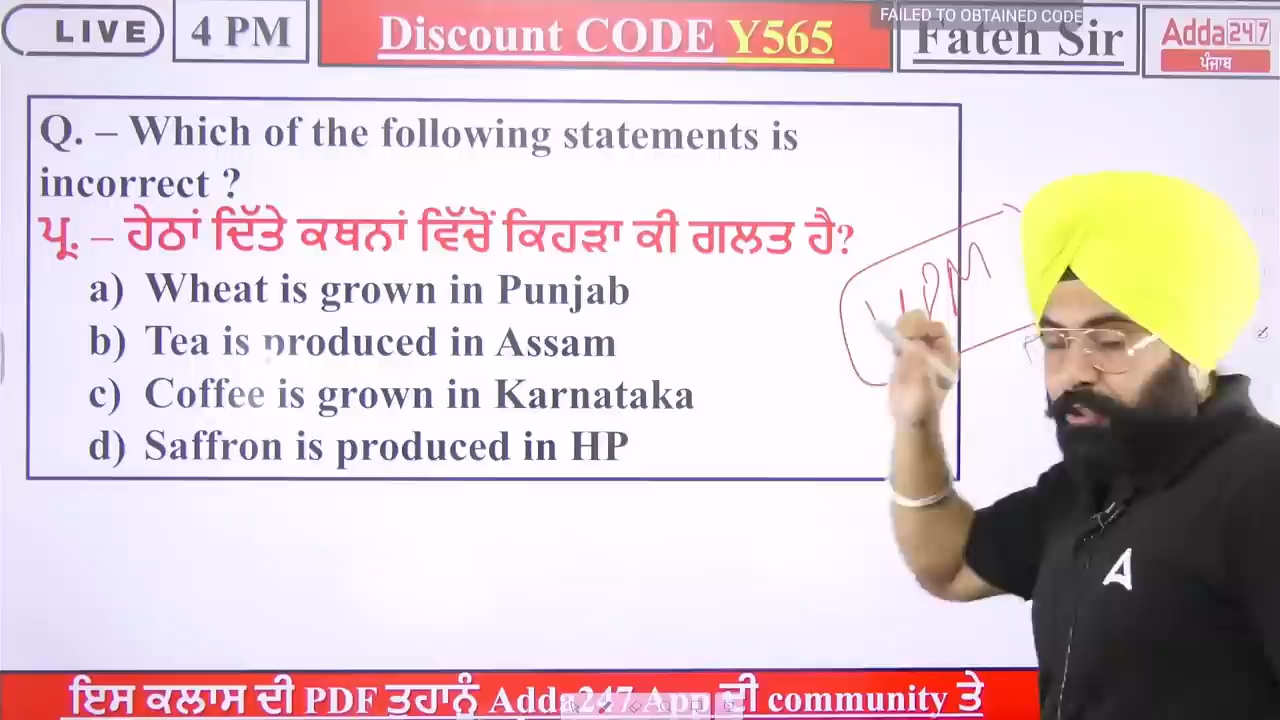 LIVE
4 PM
Discount CODE Y565
FAILED TO OBTAINED CODE
Fateh Sir
Adda247
ਪੰਜਾਬ
Q. – Which of the following statements is
incorrect ?
ਪ੍ਰ. – ਹੇਠਾਂ ਦਿੱਤੇ ਕਥਨਾਂ ਵਿੱਚੋਂ ਕਿਹੜਾ ਕੀ ਗਲਤ ਹੈ?
a) Wheat is grown in Punjab
b) Tea is produced in Assam
c) Coffee is grown in Karnataka
d) Saffron is produced in HP
PM
ਇਸ ਕਲਾਸ ਦੀ PDF ਤੁਹਾਨੂੰ Adda247 App ਦੀ community ਤੇ